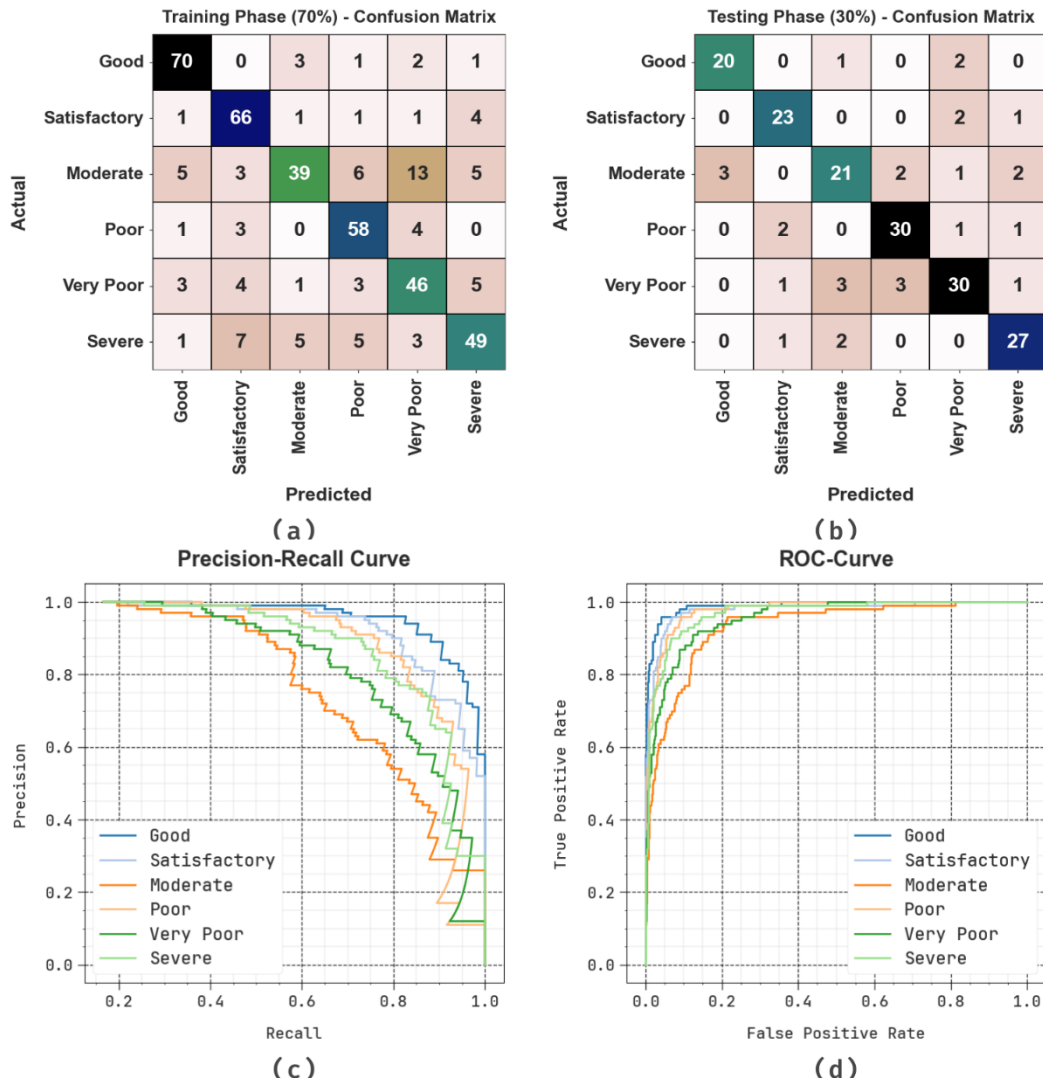 Training Phase (70%) - Confusion Matrix
Actual
Good 70 0 3 1 2 1
Satisfactory 1 66 1 1 1 4
Moderate 5 3 39 6 13 5
Poor 1 3 0 58 4 0
Very Poor 3 4 1 3 46 5
Severe 1 7 5 5 3 49
Good Satisfactory Moderate Poor Very Poor Severe
Predicted
(a)
Testing Phase (30%) - Confusion Matrix
Actual
Good 20 0 1 0 2 0
Satisfactory 0 23 0 0 2 1
Moderate 3 0 21 2 1 2
Poor 0 2 0 30 1 1
Very Poor 0 1 3 3 30 1
Severe 0 1 2 0 0 27
Good Satisfactory Moderate Poor Very Poor Severe
Predicted
(b)
Precision-Recall Curve
Precision
1.0
0.8
0.6
0.4
0.2
0.0
Good
Satisfactory
Moderate
Poor
Very Poor
Severe
0.2 0.4 0.6 0.8 1.0
Recall
(c)
ROC-Curve
True Positive Rate
1.0
0.8
0.6
0.4
0.2
0.0
Good
Satisfactory
Moderate
Poor
Very Poor
Severe
0.0 0.2 0.4 0.6 0.8 1.0
False Positive Rate
(d)